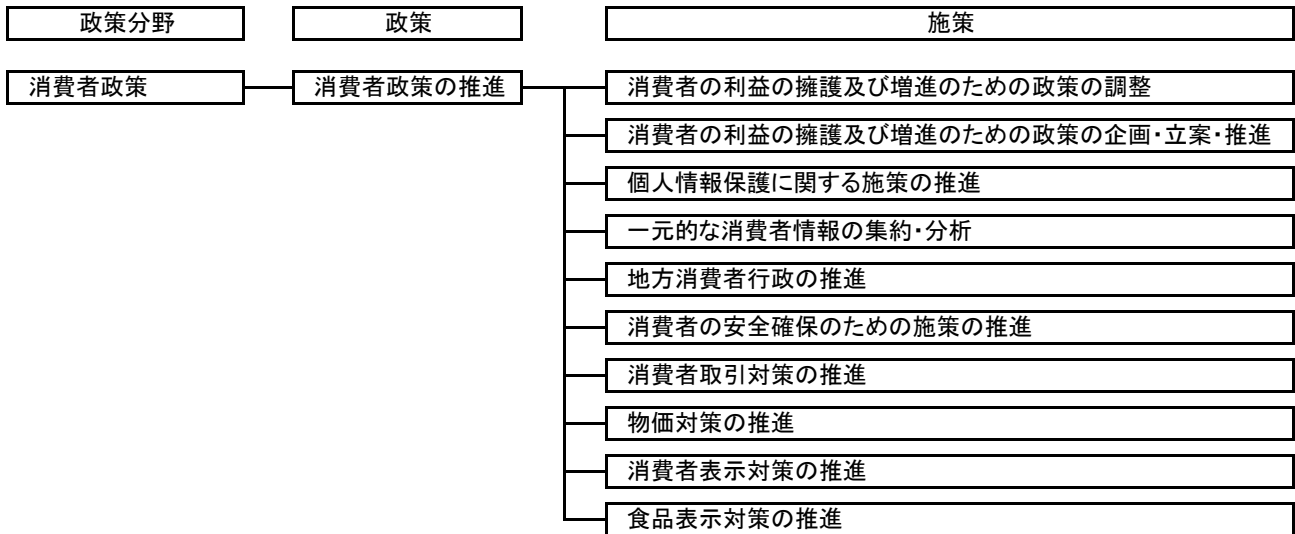 政策分野 政策 施策
消費者政策 消費者政策の推進 消費者の利益の擁護及び増進のための政策の調整
消費者の利益の擁護及び増進のための政策の企画・立案・推進
個人情報保護に関する施策の推進
一元的な消費者情報の集約・分析
地方消費者行政の推進
消費者の安全確保のための施策の推進
消費者取引対策の推進
物価対策の推進
消費者表示対策の推進
食品表示対策の推進